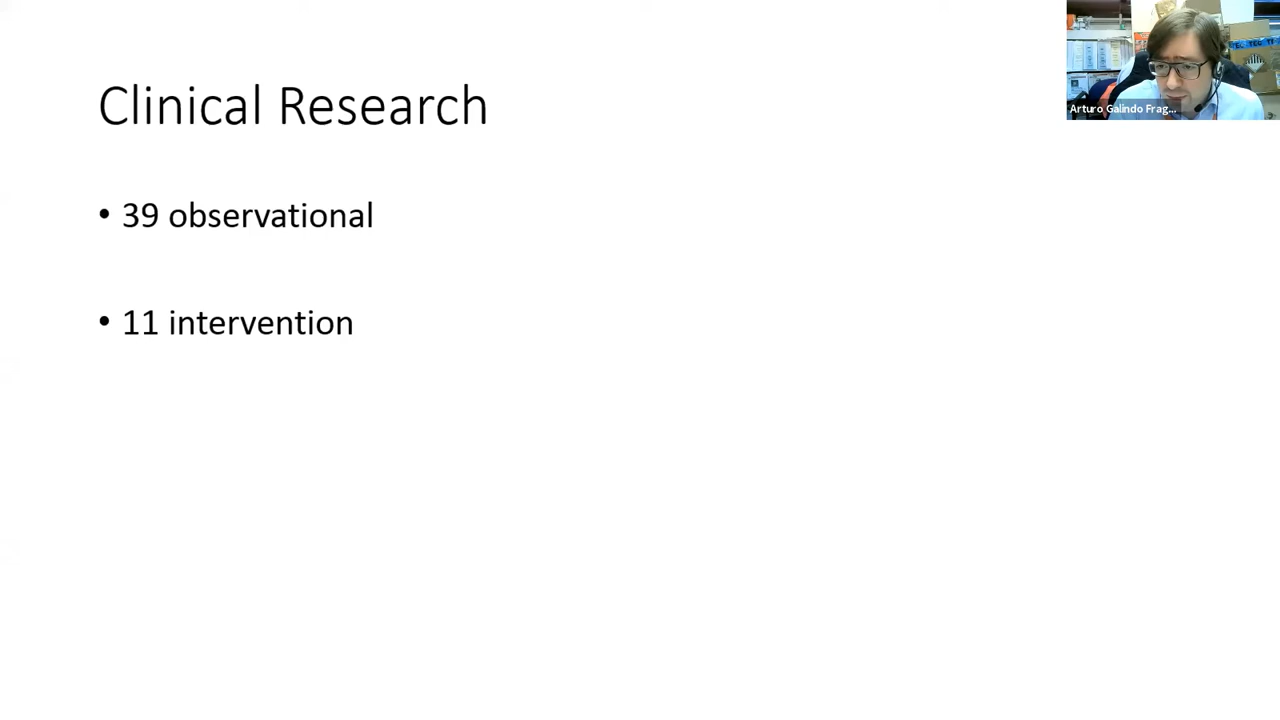 Clinical Research
• 39 observational
• 11 intervention
Arturo Galindo Frag...